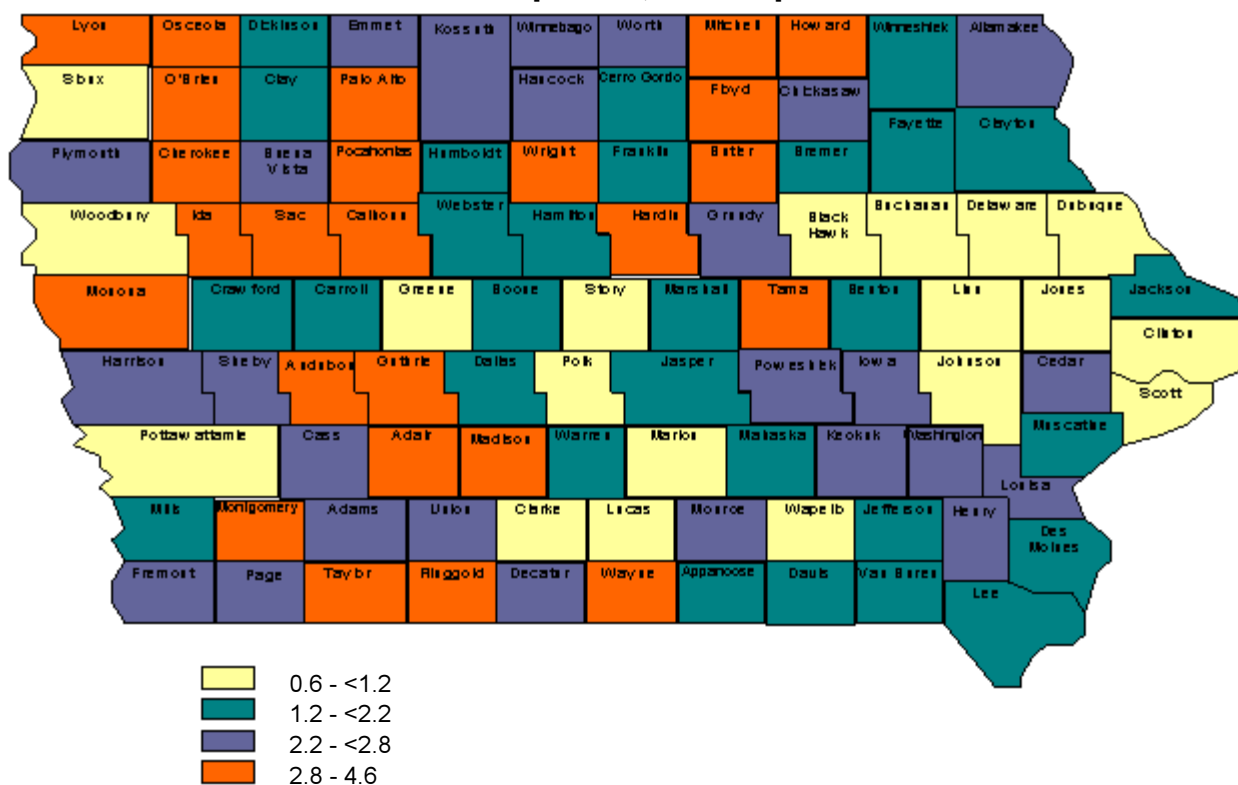 Lyon Osceola Dickinson Emmet Kossuth Winnebago Worth Mitchell Howard Winneshiek Allamakee
Sioux O'Brien Clay Palo Alto Hancock Cerro Gordo Floyd Chickasaw
Fayette Clayton
Plymouth Cherokee Buena Vista Pocahontas Humboldt Wright Franklin Butler Bremer
Woodbury Ida Sac Calhoun Webster Hamilton Hardin Grundy Black Hawk Buchanan Delaware Dubuque
Monona Crawford Carroll Greene Boone Story Marshall Tama Benton Linn Jones Jackson
Clinton
Harrison Shelby Audubon Guthrie Dallas Polk Jasper Poweshiek Iowa Johnson Cedar
Scott
Pottawattamie Cass Adair Madison Warren Marion Mahaska Keokuk Washington Muscatine
Louisa
Mills Montgomery Adams Union Clarke Lucas Monroe Wapello Jefferson Henry
Des
Moines
Fremont Page Taylor Ringgold Decatur Wayne Appanoose Davis Van Buren
Lee
0.6 - <1.2
1.2 - <2.2
2.2 - <2.8
2.8 - 4.6